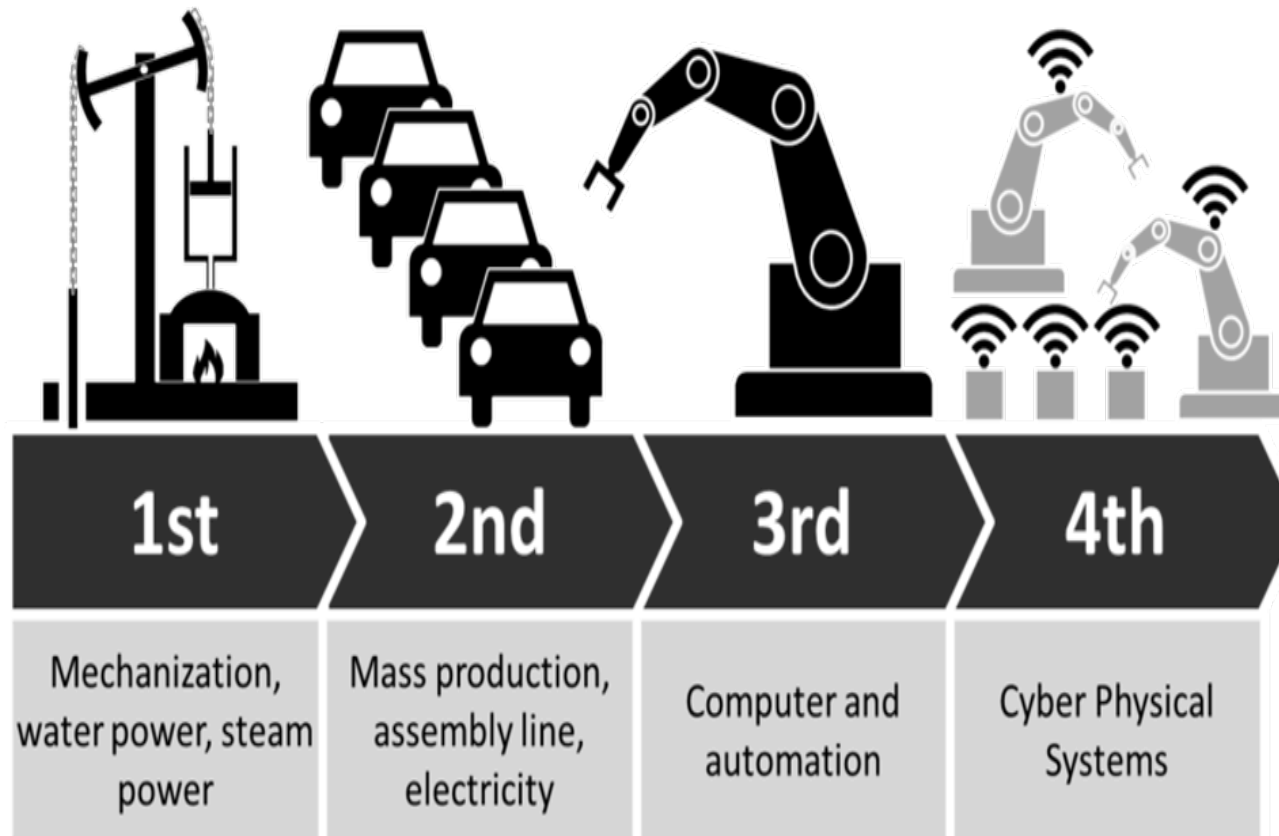 1st
2nd
3rd
4th
Mechanization,
water power, steam
power
Mass production,
assembly line,
electricity
Computer and
automation
Cyber Physical
Systems